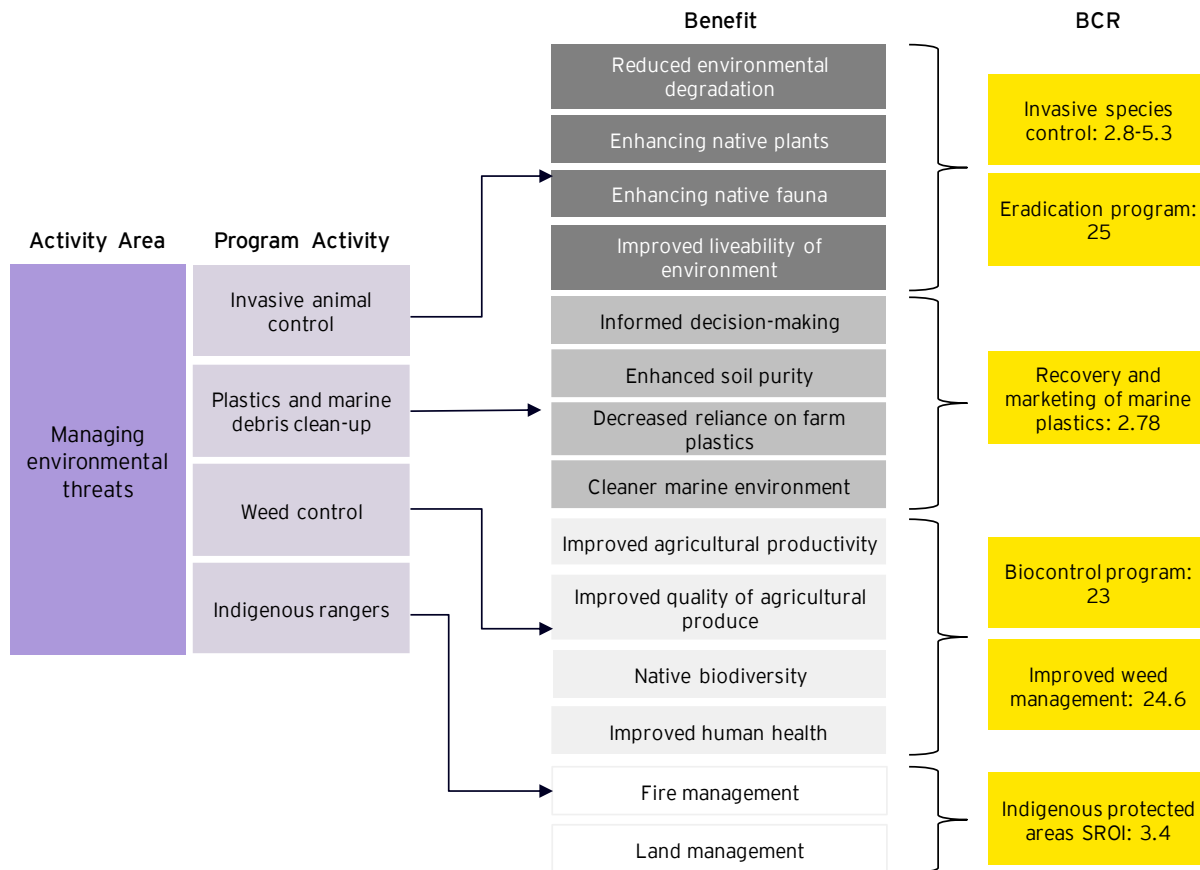 Benefit
BCR
Activity Area
Program Activity
Managing
environmental
threats
Invasive animal
control
Plastics and marine
debris clean-up
Weed control
Indigenous rangers
Reduced environmental
degradation
Enhancing native plants
Enhancing native fauna
Improved liveability of
environment
Informed decision-making
Enhanced soil purity
Decreased reliance on farm
plastics
Cleaner marine environment
Improved agricultural productivity
Improved quality of agricultural
produce
Native biodiversity
Improved human health
Fire management
Land management
Invasive species
control: 2.8-5.3
Eradication program:
25
Recovery and
marketing of marine
plastics: 2.78
Biocontrol program:
23
Improved weed
management: 24.6
Indigenous protected
areas SROI: 3.4